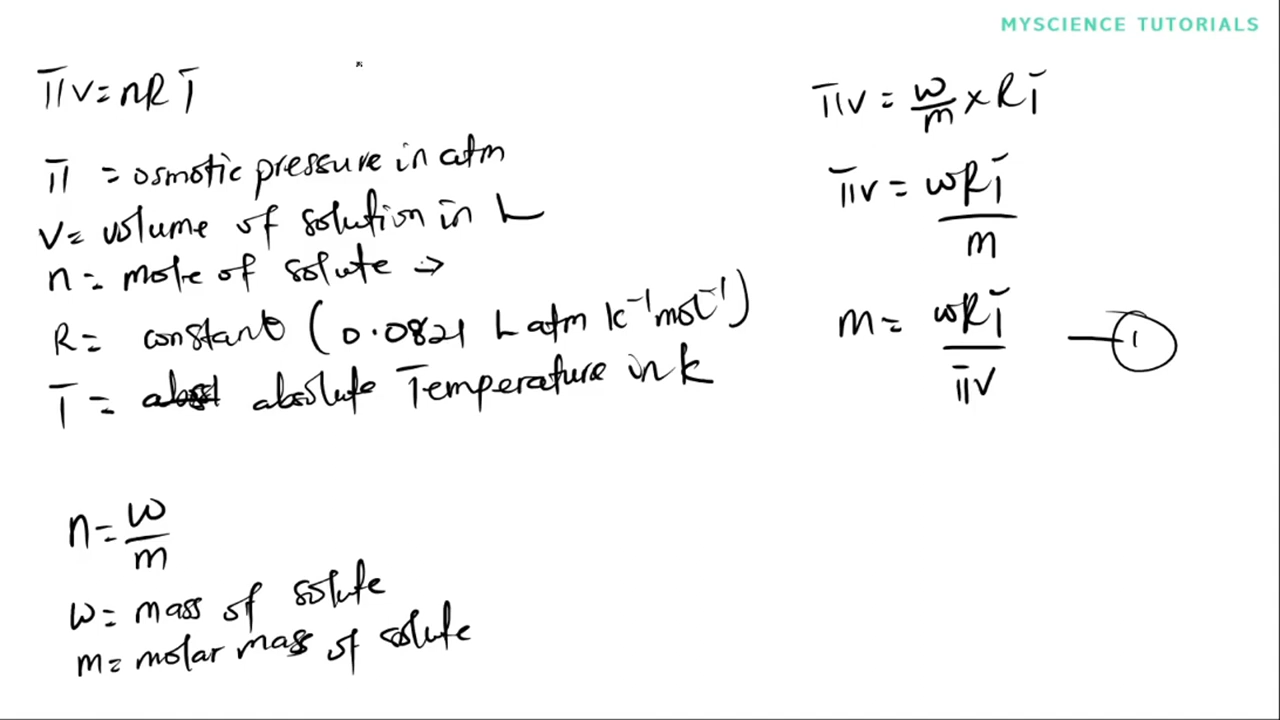 MYSCIENCE TUTORIALS
πV = nRT
π = osmotic pressure in atm
V = volume of solution in L
n = mole of solute →
R = constant (0.0821 L atm k⁻¹ mol⁻¹)
T = absolute Temperature in k
n = w/m
w = mass of solute
m = molar mass of solute
πV = w/m × RT
πV = wRT/m
m = wRT/πV — ①